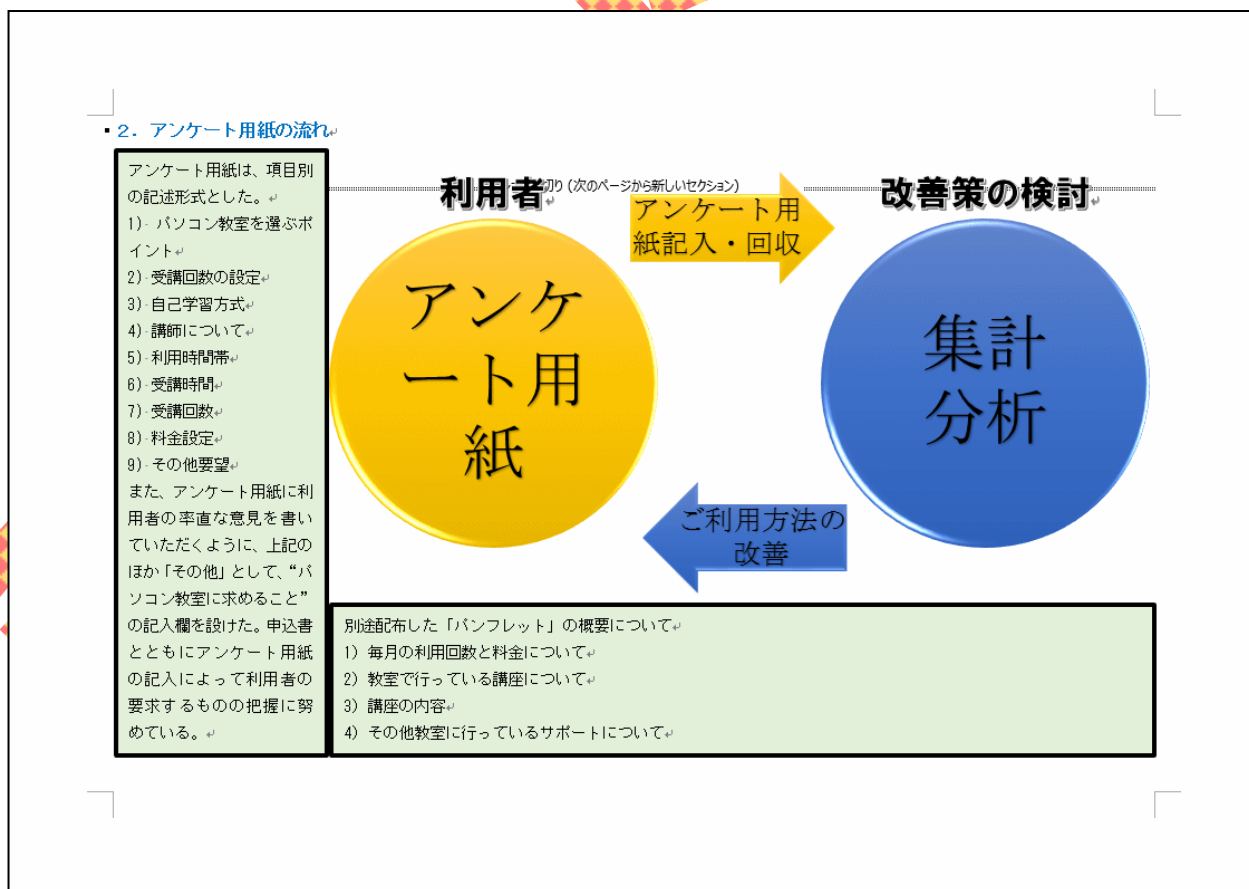 ２．アンケート用紙の流れ
アンケート用紙は、項目別
の記述形式とした。
1) パソコン教室を選ぶポ
イント
2) 受講回数の設定
3) 自己学習方式
4) 講師について
5) 利用時間帯
6) 受講時間
7) 受講回数
8) 料金設定
9) その他要望
また、アンケート用紙に利
用者の率直な意見を書い
ていただくように、上記の
ほか「その他」として、“パ
ソコン教室に求めること”
の記入欄を設けた。申込書
とともにアンケート用紙
の記入によって利用者の
要求するものの把握に努
めている。
利用者
切り (次のページから新しいセクション)
改善策の検討
アンケート用
紙記入・回収
アンケ
ート用
紙
集計
分析
ご利用方法の
改善
別途配布した「パンフレット」の概要について
1) 毎月の利用回数と料金について
2) 教室で行っている講座について
3) 講座の内容
4) その他教室に行っているサポートについて